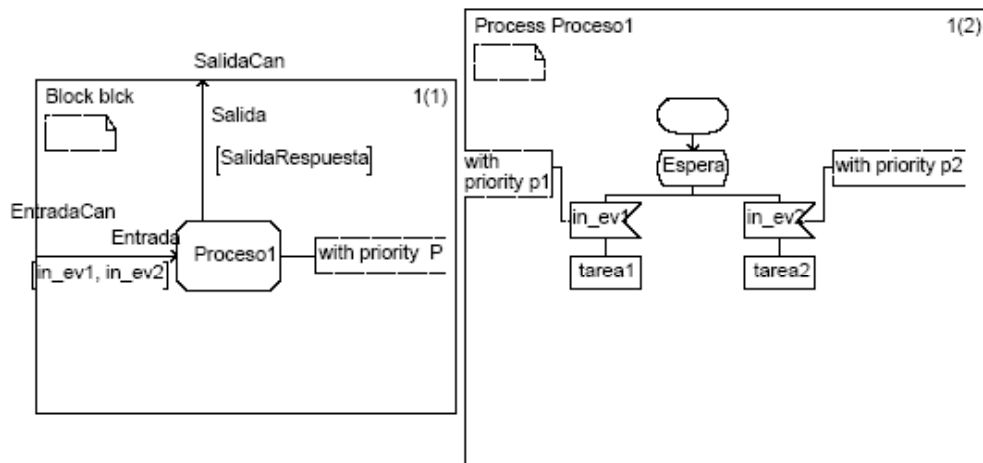 SalidaCan
Block blck
1(1)
Salida
[SalidaRespuesta]
EntradaCan
Entrada
[in_ev1, in_ev2]
Proceso1
with priority P
Process Proceso1
1(2)
Espera
with
priority p1
with priority p2
in_ev1
in_ev2
tarea1
tarea2